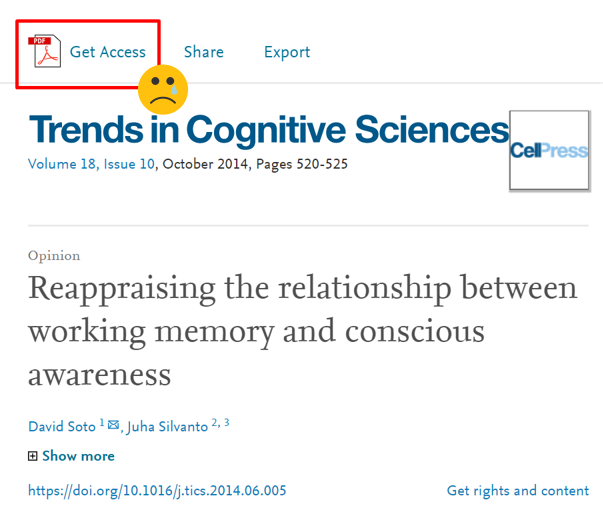 PDF
Get Access Share Export
Trends in Cognitive Sciences
CellPress
Volume 18, Issue 10, October 2014, Pages 520-525
Opinion
Reappraising the relationship between
working memory and conscious
awareness
David Soto 1, Juha Silvanto 2, 3
Show more
https://doi.org/10.1016/j.tics.2014.06.005 Get rights and content